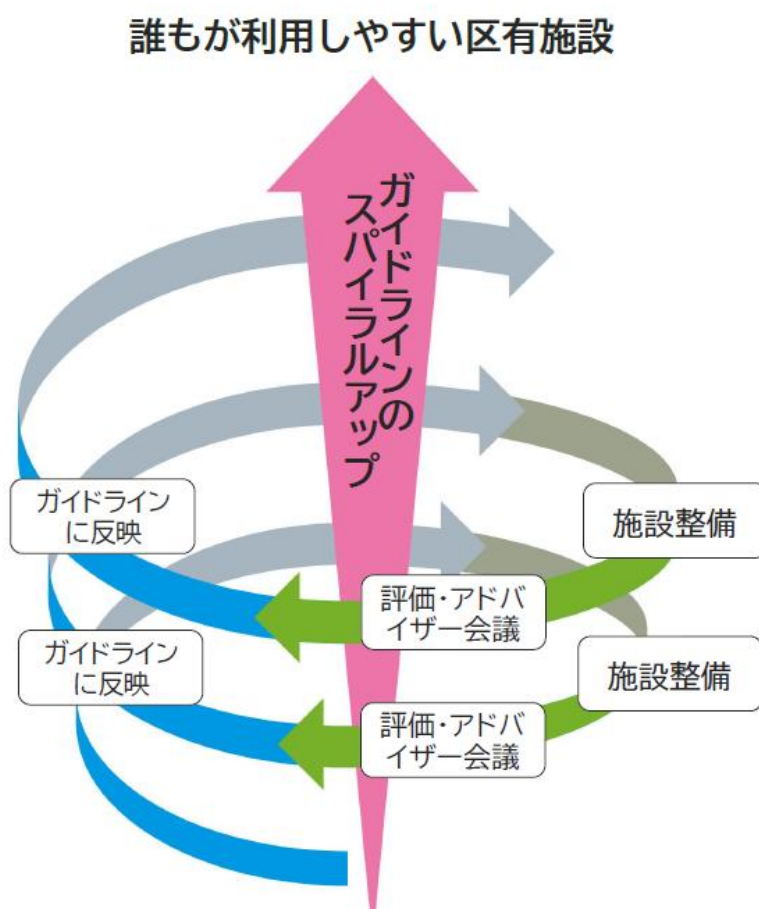 誰もが利用しやすい区有施設
ガイドラインの
スパイラルアップ
ガイドライン
に反映
施設整備
評価・アドバ
イザー会議
ガイドライン
に反映
施設整備
評価・アドバ
イザー会議